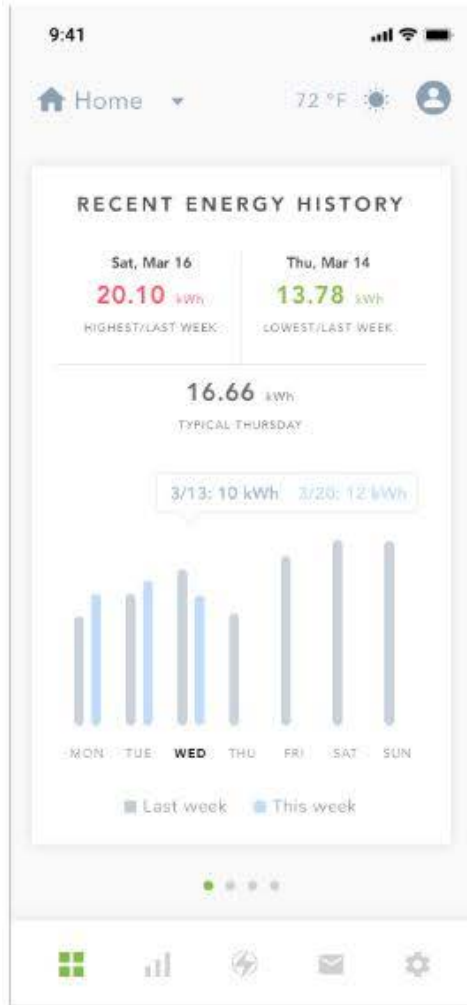 9:41
Home
72 °F
RECENT ENERGY HISTORY
Sat, Mar 16
20.10 kWh
HIGHEST/LAST WEEK
Thu, Mar 14
13.78 kWh
LOWEST/LAST WEEK
16.66 kWh
TYPICAL THURSDAY
3/13: 10 kWh 3/20: 12 kWh
MON TUE WED THU FRI SAT SUN
Last week This week